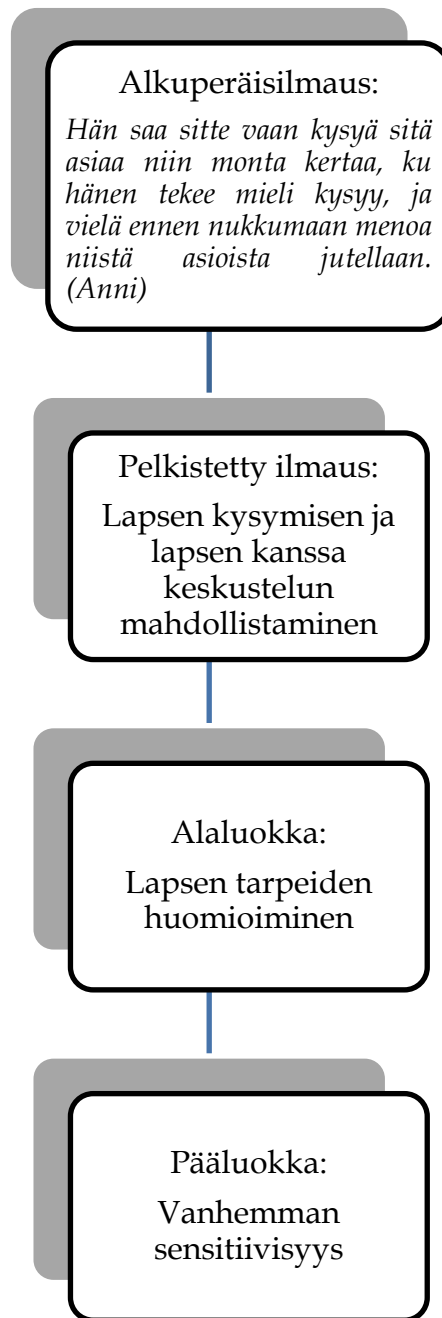 Alkuperäisilmaus:
Hän saa sitte vaan kysyä sitä
asiaa niin monta kertaa, ku
hänen tekee mieli kysyy, ja
vielä ennen nukkumaan menoa
niistä asioista jutellaan.
(Anni)
Pelkistetty ilmaus:
Lapsen kysymisen ja
lapsen kanssa
keskustelun
mahdollistaminen
Alaluokka:
Lapsen tarpeiden
huomioiminen
Pääluokka:
Vanhemman
sensitiivisyys